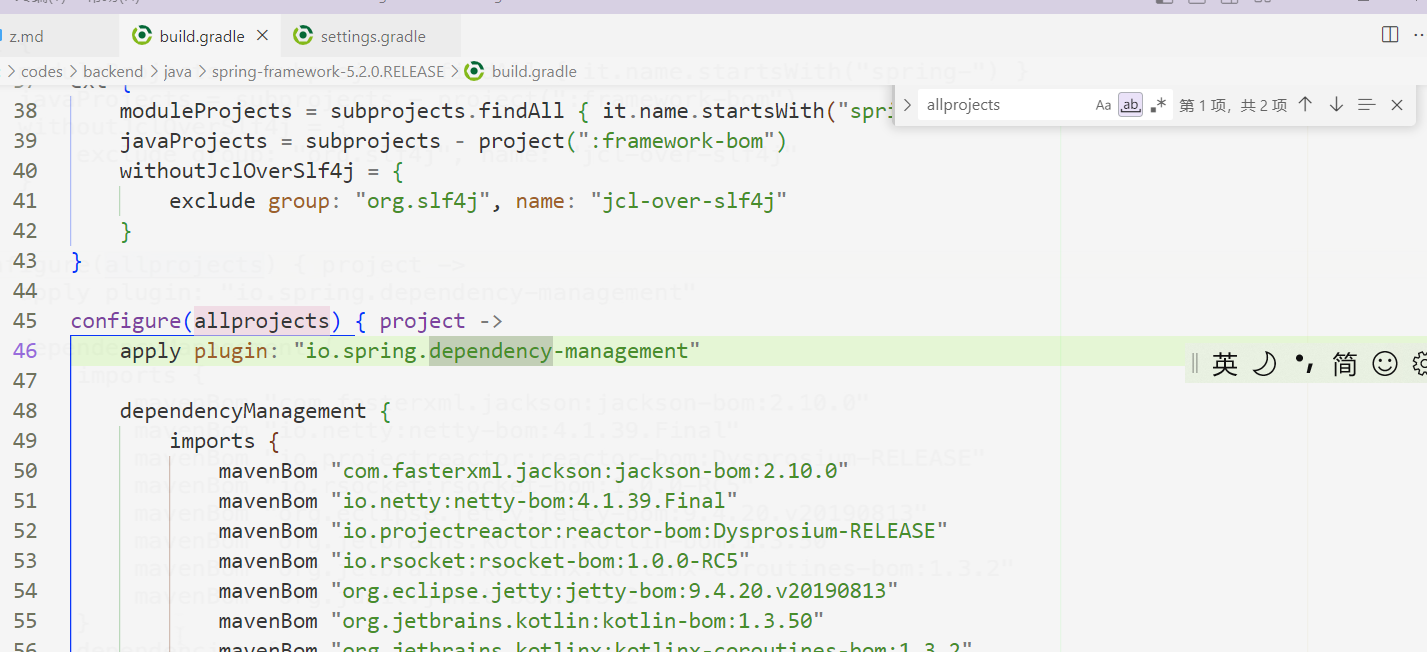 z.md build.gradle settings.gradle
codes > backend > java > spring-framework-5.2.0.RELEASE > build.gradle
allprojects Aa ab .* 第 1 项，共 2 项
38 moduleProjects = subprojects.findAll { it.name.startsWith("spri
39 javaProjects = subprojects - project(":framework-bom")
40 withoutJclOverSlf4j = {
41 exclude group: "org.slf4j", name: "jcl-over-slf4j"
42 }
43 }
44
45 configure(allprojects) { project ->
46 apply plugin: "io.spring.dependency-management"
英 简
47
48 dependencyManagement {
49 imports {
50 mavenBom "com.fasterxml.jackson:jackson-bom:2.10.0"
51 mavenBom "io.netty:netty-bom:4.1.39.Final"
52 mavenBom "io.projectreactor:reactor-bom:Dysprosium-RELEASE"
53 mavenBom "io.rsocket:rsocket-bom:1.0.0-RC5"
54 mavenBom "org.eclipse.jetty:jetty-bom:9.4.20.v20190813"
55 mavenBom "org.jetbrains.kotlin:kotlin-bom:1.3.50"
56 mavenBom "org.jetbrains.kotlinx:kotlinx-coroutines-bom:1.3.2"